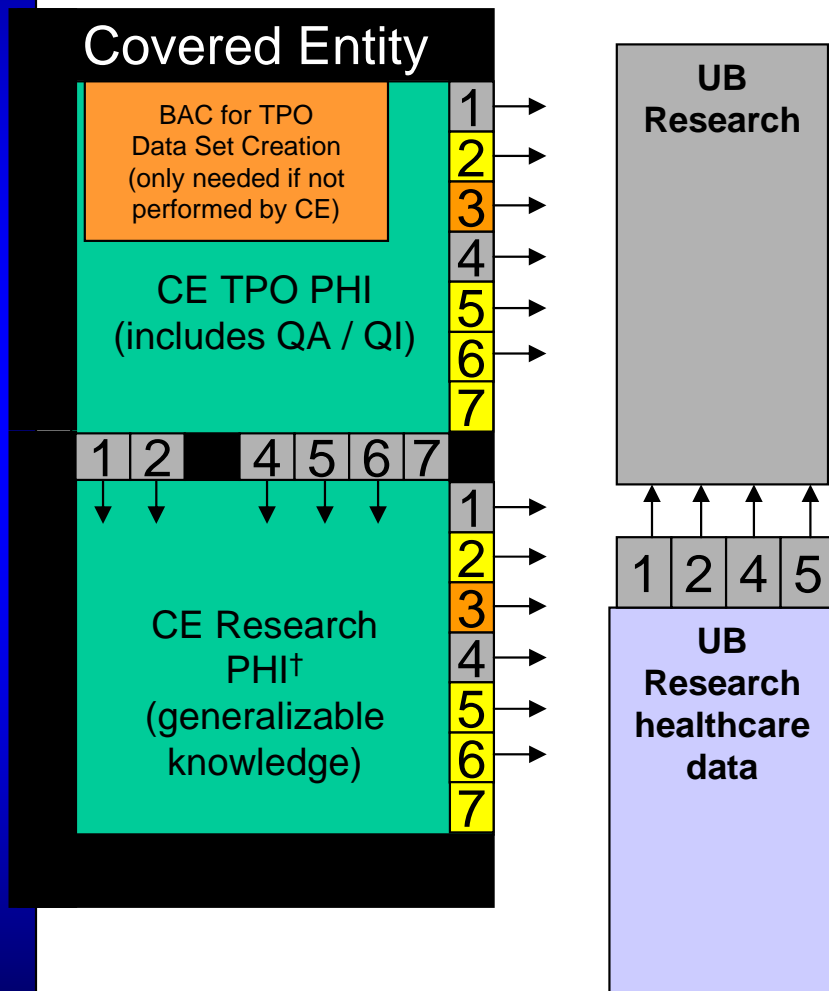 Covered Entity
BAC for TPO
Data Set Creation
(only needed if not
performed by CE)
CE TPO PHI
(includes QA / QI)
1
2
3
4
5
6
7
1 2 4 5 6 7
CE Research
PHI†
(generalizable
knowledge)
1
2
3
4
5
6
7
UB
Research
1 2 4 5
UB
Research
healthcare
data